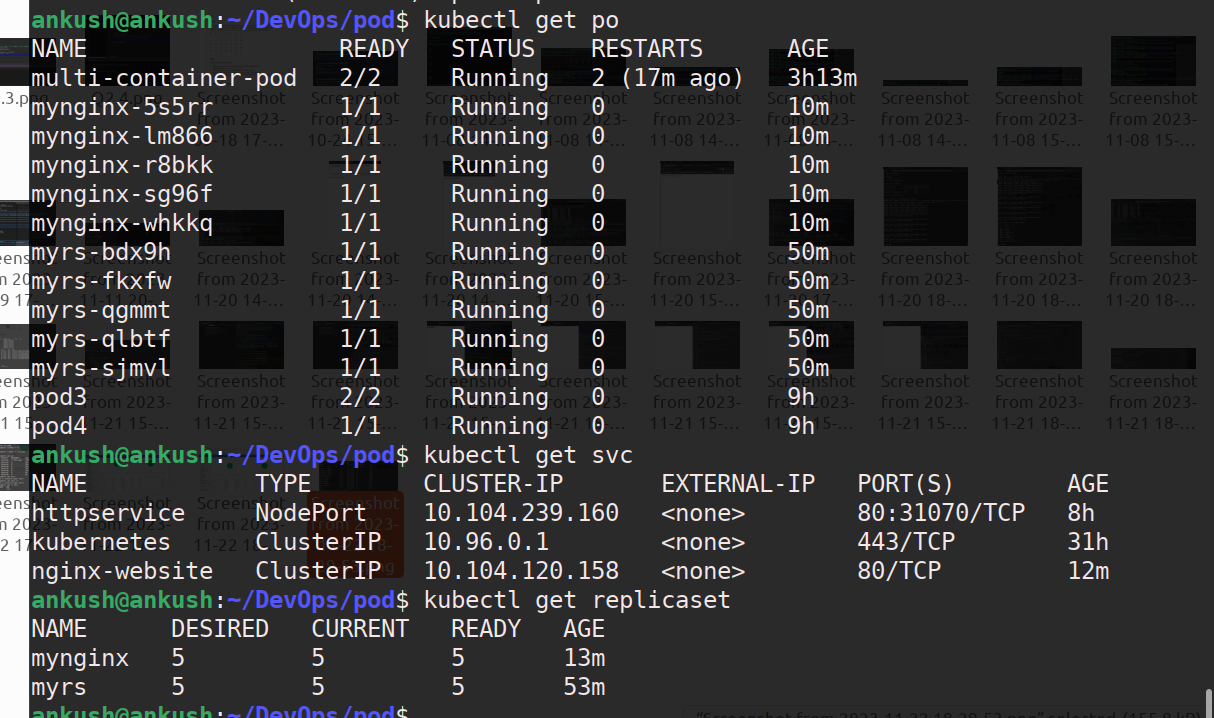 ankush@ankush:~/DevOps/pod$ kubectl get po
NAME READY STATUS RESTARTS AGE
multi-container-pod 2/2 Running 2 (17m ago) 3h13m
mynginx-5s5rr 1/1 Running 0 10m
mynginx-lm866 1/1 Running 0 10m
mynginx-r8bkk 1/1 Running 0 10m
mynginx-sg96f 1/1 Running 0 10m
mynginx-whkkq 1/1 Running 0 10m
myrs-bdx9h 1/1 Running 0 50m
myrs-fkxfw 1/1 Running 0 50m
myrs-qgmmt 1/1 Running 0 50m
myrs-qlbtf 1/1 Running 0 50m
myrs-sjmvl 1/1 Running 0 50m
pod3 2/2 Running 0 9h
pod4 1/1 Running 0 9h
ankush@ankush:~/DevOps/pod$ kubectl get svc
NAME TYPE CLUSTER-IP EXTERNAL-IP PORT(S) AGE
httpservice NodePort 10.104.239.160 <none> 80:31070/TCP 8h
kubernetes ClusterIP 10.96.0.1 <none> 443/TCP 31h
nginx-website ClusterIP 10.104.120.158 <none> 80/TCP 12m
ankush@ankush:~/DevOps/pod$ kubectl get replicaset
NAME DESIRED CURRENT READY AGE
mynginx 5 5 5 13m
myrs 5 5 5 53m
ankush@ankush:~/DevOps/pod$